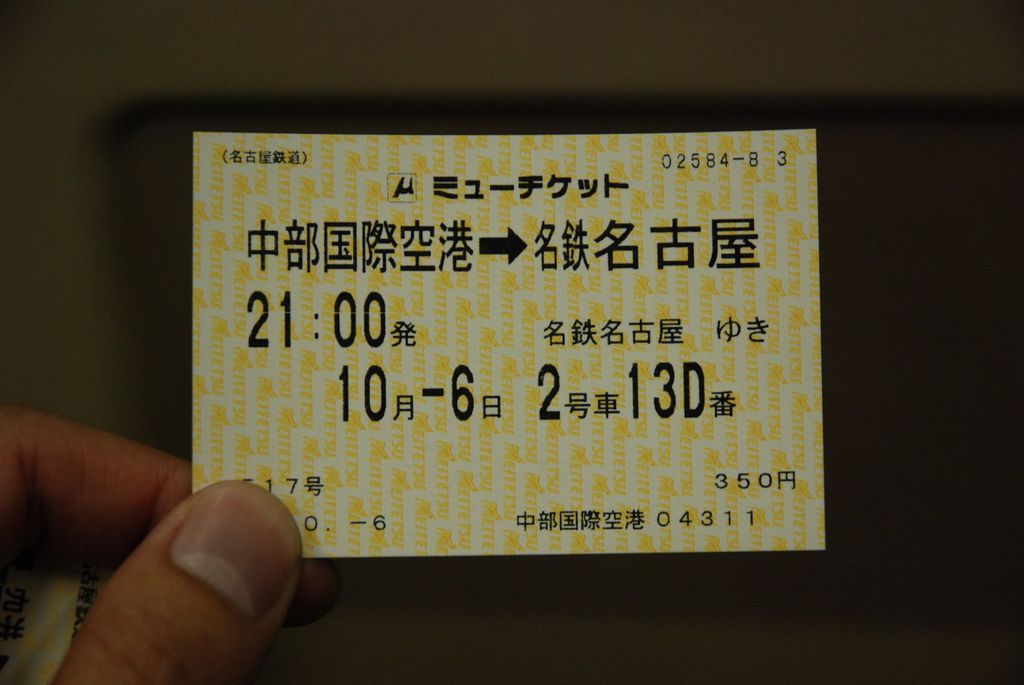 (名古屋鉄道) 02584-8 3
μ ミューチケット
中部国際空港➡名鉄名古屋
21:00発 名鉄名古屋 ゆき
10月-6日 2号車13D番
17号 350円
0.-6 中部国際空港 04311